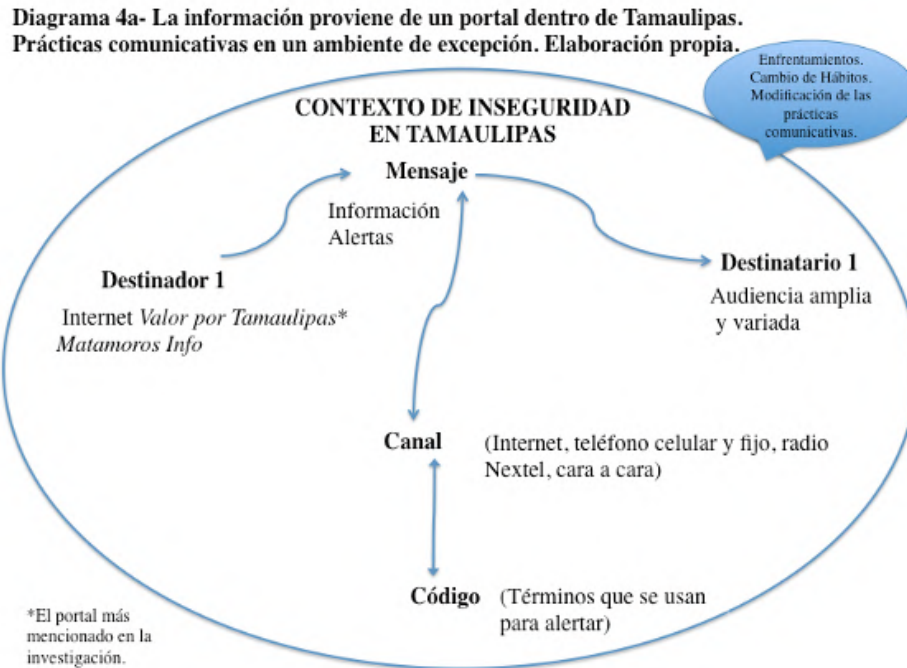 Diagrama 4a- La información proviene de un portal dentro de Tamaulipas.
Prácticas comunicativas en un ambiente de excepción. Elaboración propia.
Enfrentamientos.
Cambio de Hábitos.
Modificación de las
prácticas
comunicativas.
CONTEXTO DE INSEGURIDAD
EN TAMAULIPAS
Mensaje
Información
Alertas
Destinador 1
Internet Valor por Tamaulipas*
Matamoros Info
Destinatario 1
Audiencia amplia
y variada
Canal
(Internet, teléfono celular y fijo, radio
Nextel, cara a cara)
Código
(Términos que se usan
para alertar)
*El portal más
mencionado en la
investigación.